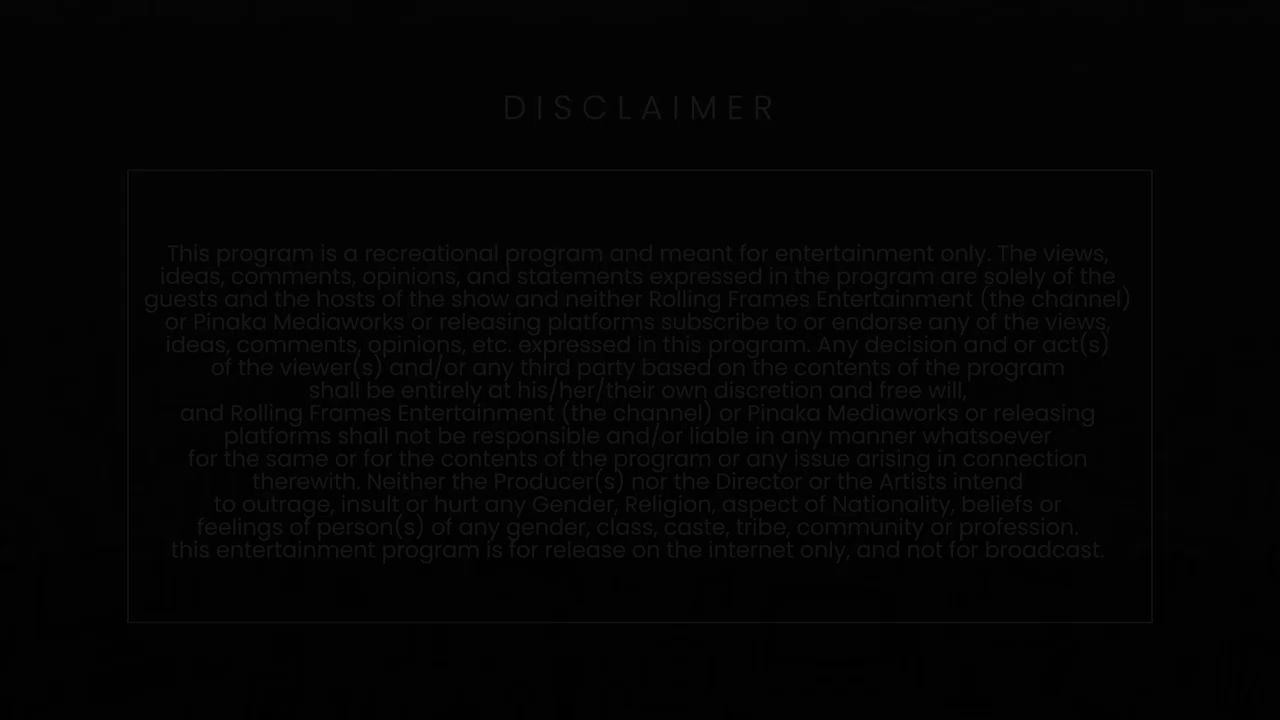 DISCLAIMER
This program is a recreational program and meant for entertainment only. The views,
ideas, comments, opinions, and statements expressed in the program are solely of the
guests and the hosts of the show and neither Rolling Frames Entertainment (the channel)
or Pinaka Mediaworks or releasing platforms subscribe to or endorse any of the views,
ideas, comments, opinions, etc. expressed in this program. Any decision and or act(s)
of the viewer(s) and/or any third party based on the contents of the program
shall be entirely at his/her/their own discretion and free will,
and Rolling Frames Entertainment (the channel) or Pinaka Mediaworks or releasing
platforms shall not be responsible and/or liable in any manner whatsoever
for the same or for the contents of the program or any issue arising in connection
therewith. Neither the Producer(s) nor the Director or the Artists intend
to outrage, insult or hurt any Gender, Religion, aspect of Nationality, beliefs or
feelings of person(s) of any gender, class, caste, tribe, community or profession.
this entertainment program is for release on the internet only, and not for broadcast.